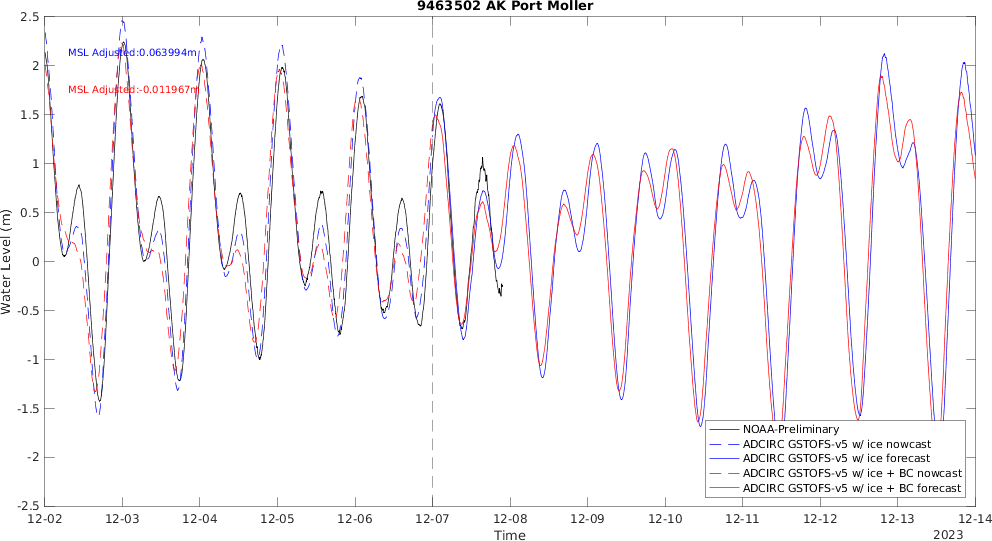 9463502 AK Port Moller
MSL Adjusted:0.063994m
MSL Adjusted:-0.011967m
Water Level (m)
2.5
2
1.5
1
0.5
0
-0.5
-1
-1.5
-2
-2.5
NOAA-Preliminary
ADCIRC GSTOFS-v5 w/ ice nowcast
ADCIRC GSTOFS-v5 w/ ice forecast
ADCIRC GSTOFS-v5 w/ ice + BC nowcast
ADCIRC GSTOFS-v5 w/ ice + BC forecast
12-02 12-03 12-04 12-05 12-06 12-07 12-08 12-09 12-10 12-11 12-12 12-13 12-14
Time
2023